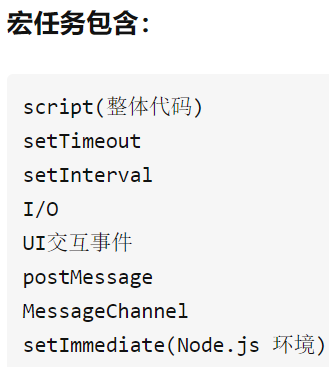 宏任务包含：
script(整体代码)
setTimeout
setInterval
I/O
UI交互事件
postMessage
MessageChannel
setImmediate(Node.js 环境)